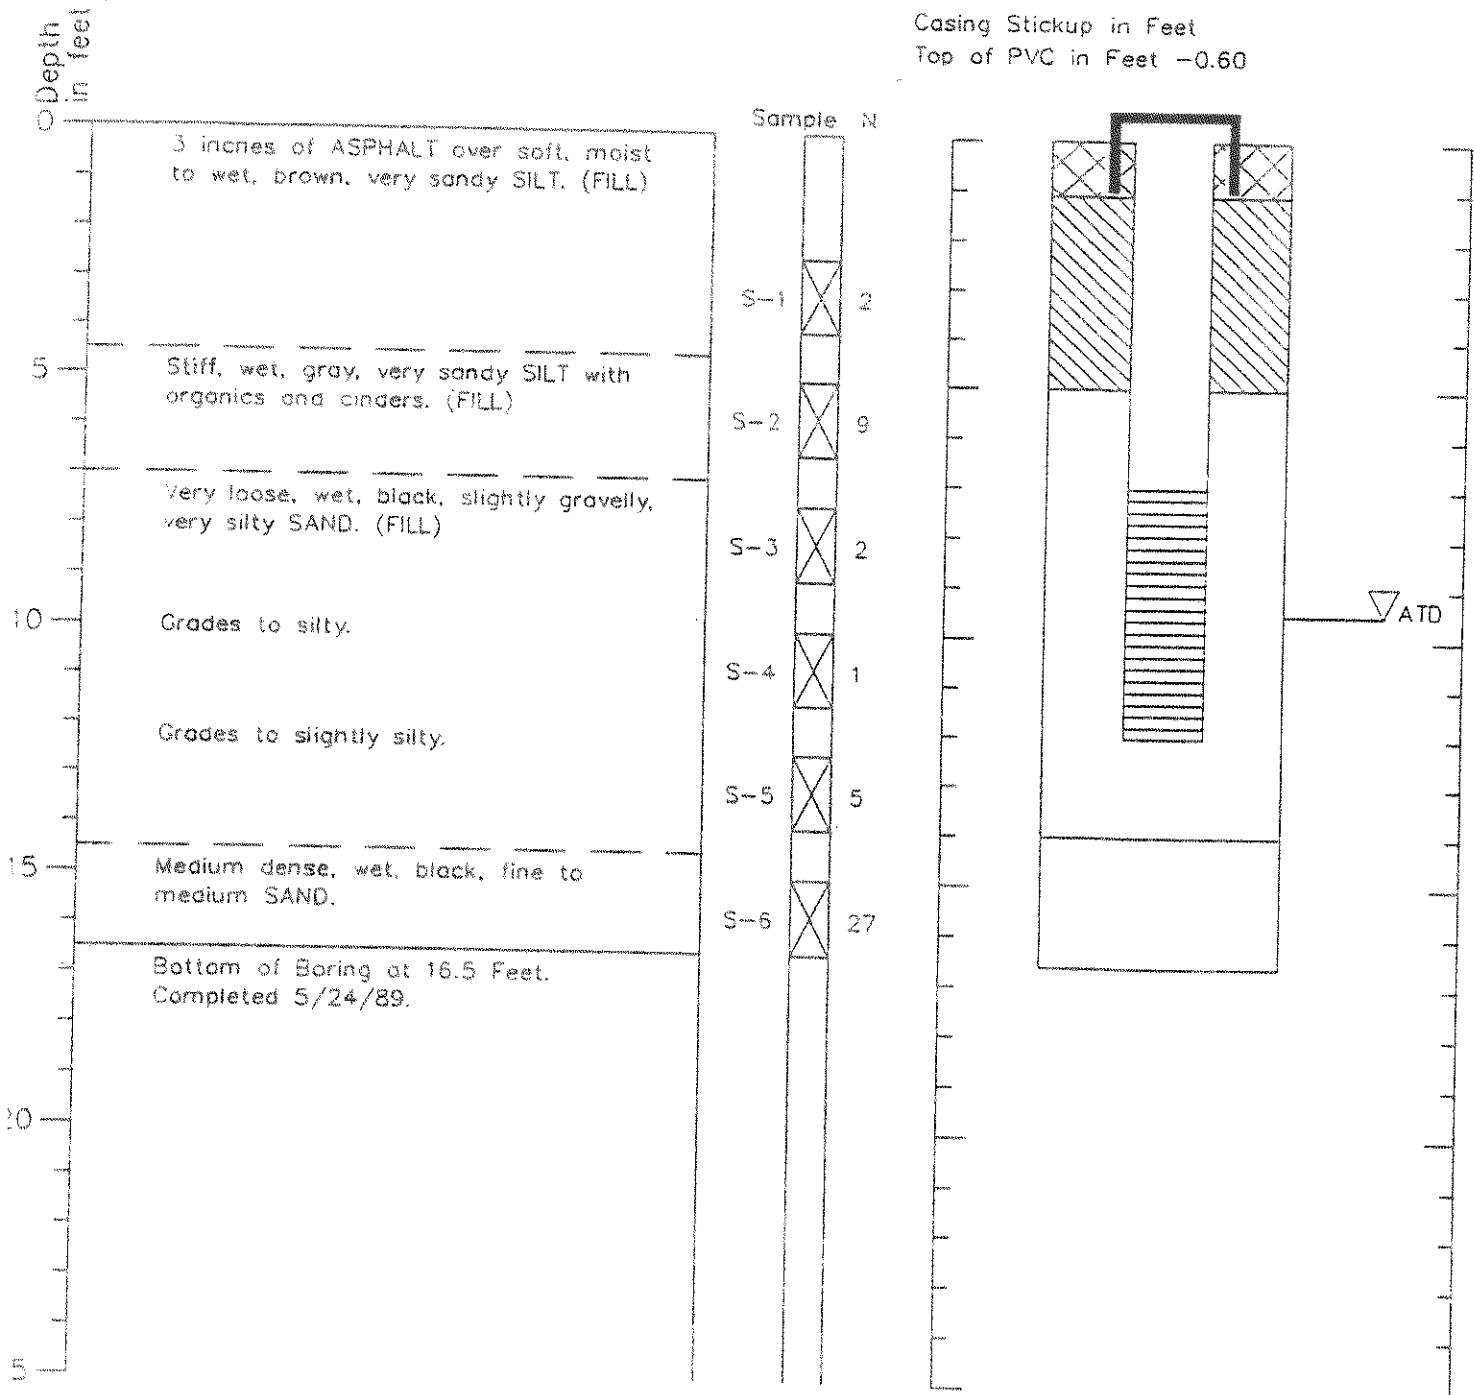 Depth
in feet
Casing Stickup in Feet
Top of PVC in Feet -0.60
Sample N
0
3 inches of ASPHALT over soft, moist
to wet, brown, very sandy SILT. (FILL)
S-1 2
5
Stiff, wet, gray, very sandy SILT with
organics and cinders. (FILL)
S-2 9
Very loose, wet, black, slightly gravelly,
very silty SAND. (FILL)
S-3 2
10
Grades to silty.
ATD
S-4 1
Grades to slightly silty.
S-5 5
15
Medium dense, wet, black, fine to
medium SAND.
S-6 27
Bottom of Boring at 16.5 Feet.
Completed 5/24/89.
20
5